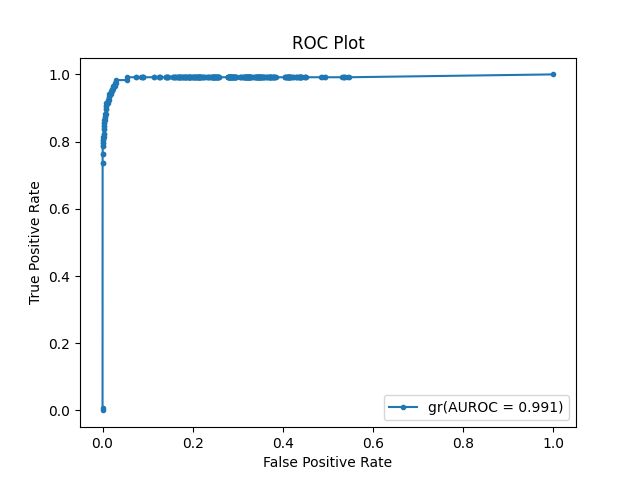 ROC Plot
True Positive Rate
1.0
0.8
0.6
0.4
0.2
0.0
gr(AUROC = 0.991)
0.0 0.2 0.4 0.6 0.8 1.0
False Positive Rate